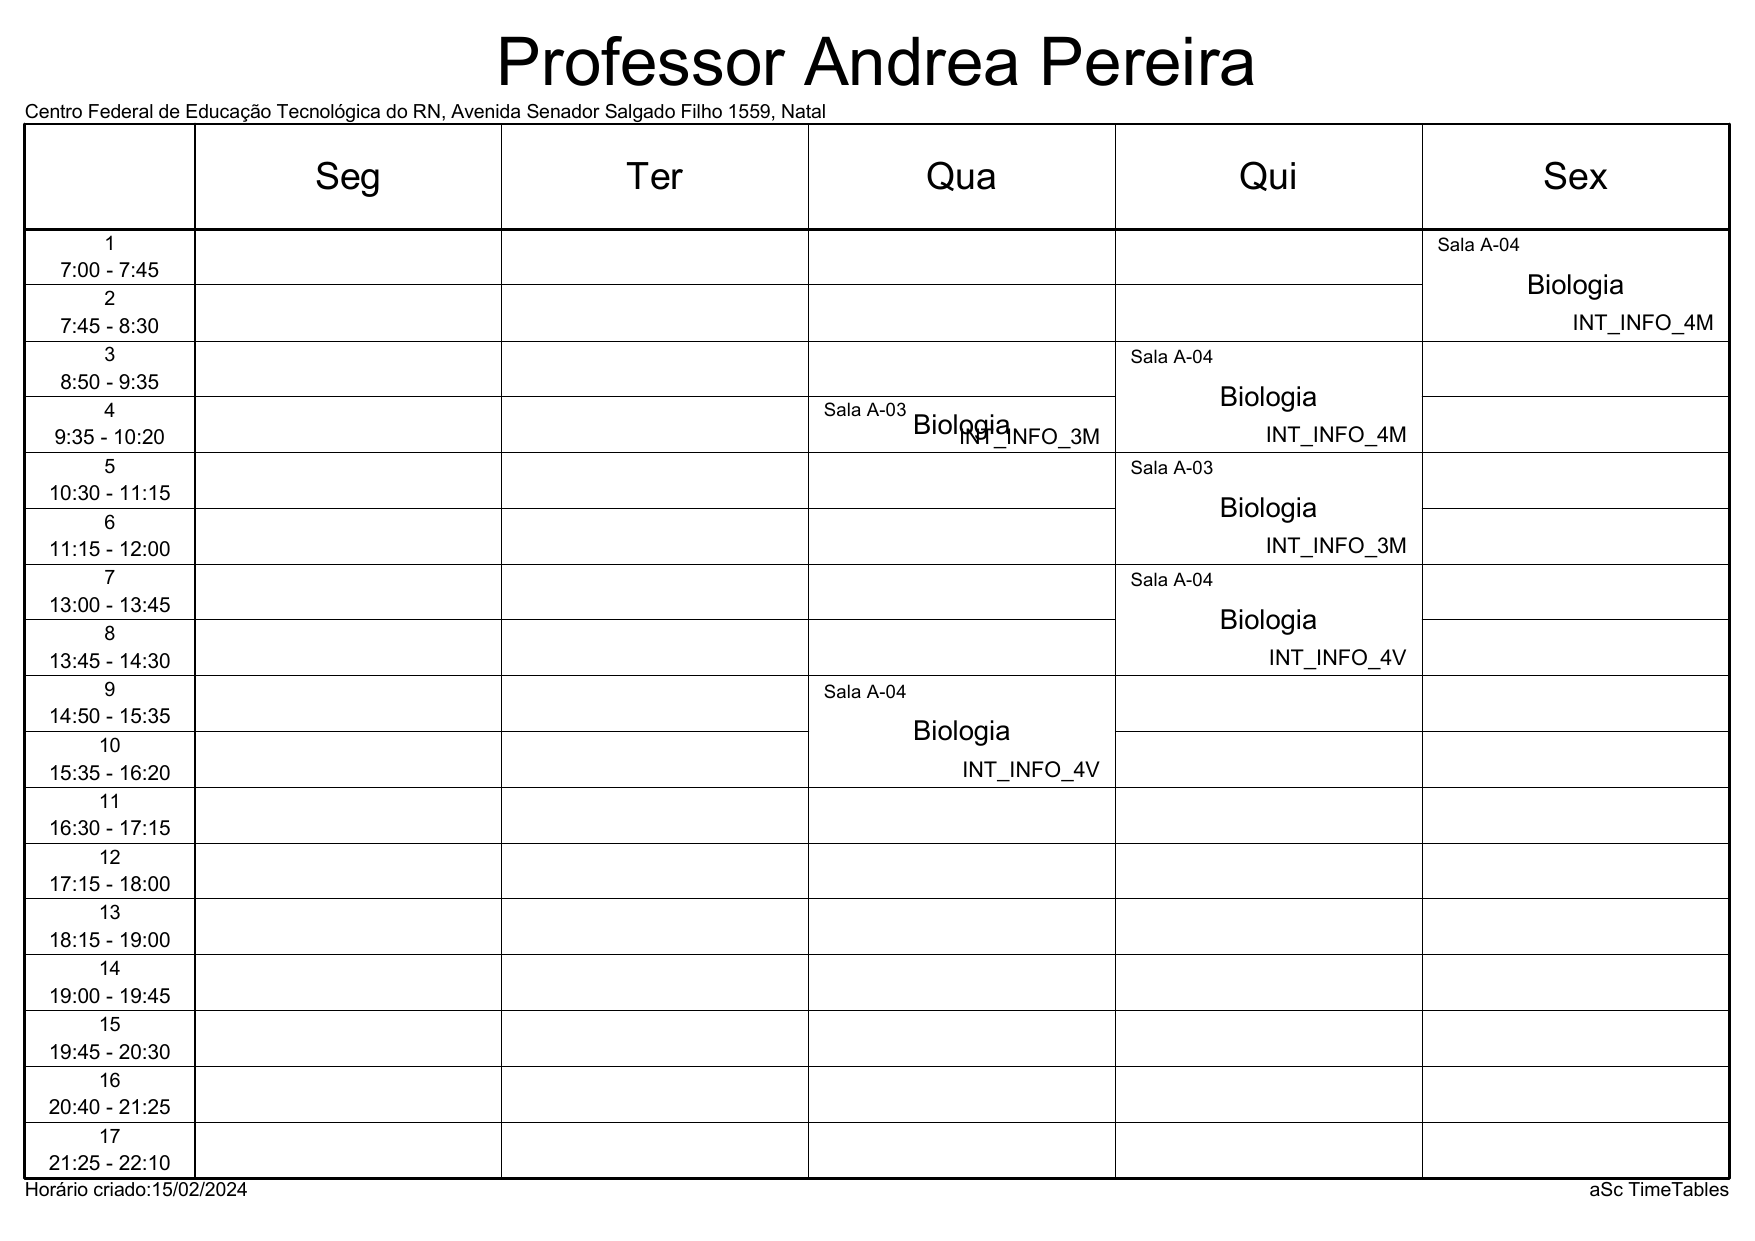 Professor Andrea Pereira
Centro Federal de Educação Tecnológica do RN, Avenida Senador Salgado Filho 1559, Natal
Seg Ter Qua Qui Sex
1
7:00 - 7:45
Sala A-04
Biologia
INT_INFO_4M
2
7:45 - 8:30
3
8:50 - 9:35
Sala A-04
Biologia
INT_INFO_4M
4
9:35 - 10:20
Sala A-03
Biologia
INT_INFO_3M
5
10:30 - 11:15
Sala A-03
Biologia
INT_INFO_3M
6
11:15 - 12:00
7
13:00 - 13:45
Sala A-04
Biologia
INT_INFO_4V
8
13:45 - 14:30
9
14:50 - 15:35
Sala A-04
Biologia
INT_INFO_4V
10
15:35 - 16:20
11
16:30 - 17:15
12
17:15 - 18:00
13
18:15 - 19:00
14
19:00 - 19:45
15
19:45 - 20:30
16
20:40 - 21:25
17
21:25 - 22:10
Horário criado:15/02/2024
aSc TimeTables